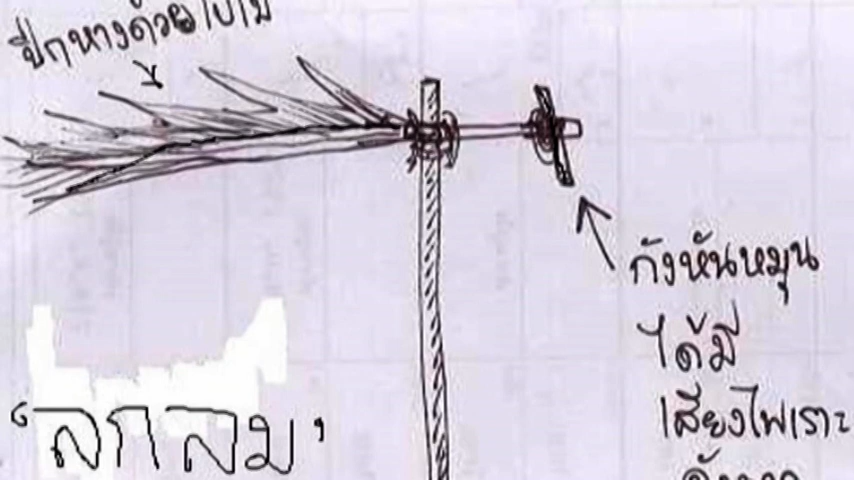 ปีกหางด้วยใบไม้
กังหันหมุน
ได้มี
เสียงไพเราะ
'ลกลม'